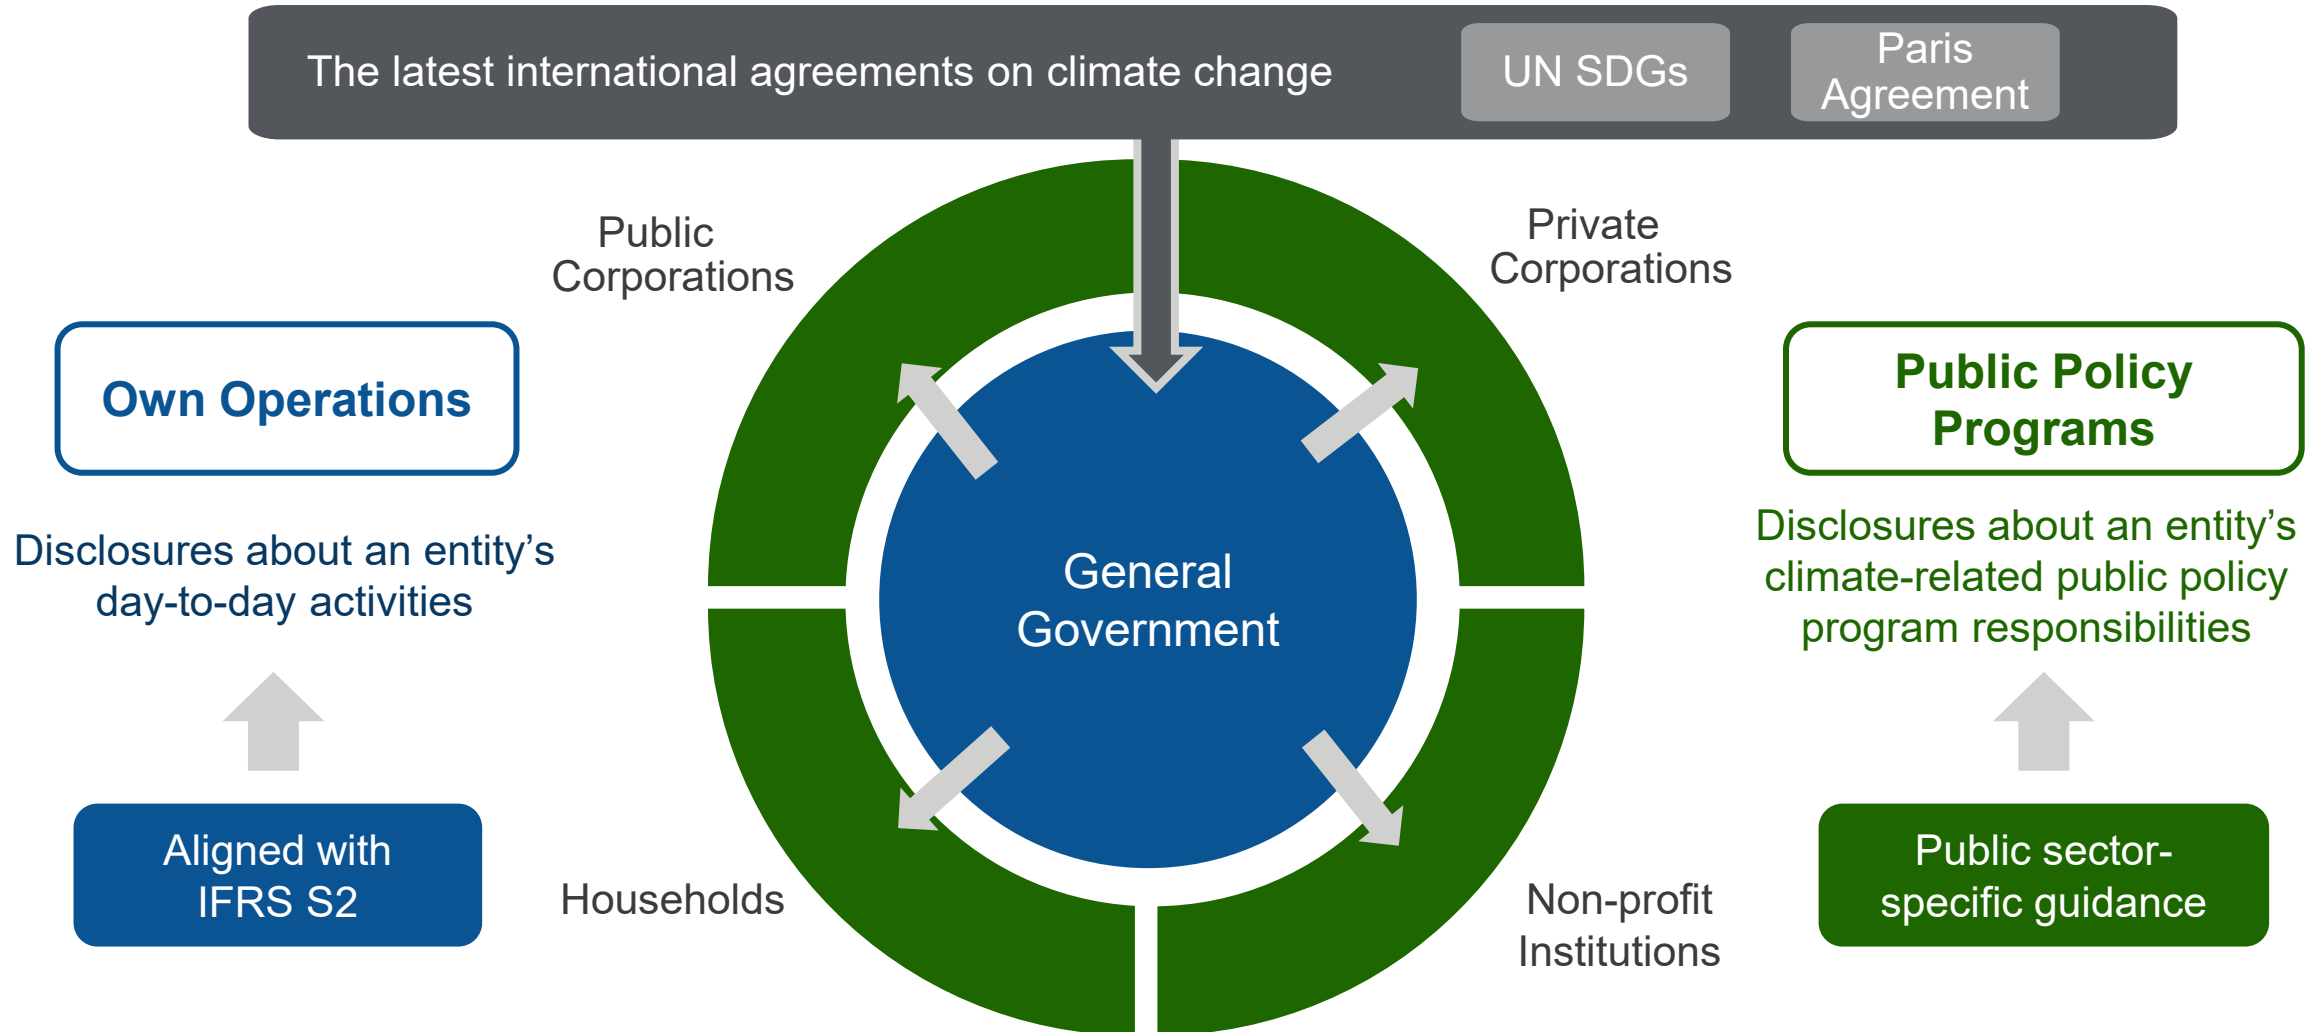 The latest international agreements on climate change
UN SDGs
Paris
Agreement
Public
Corporations
Private
Corporations
Own Operations
Disclosures about an entity’s
day-to-day activities
Aligned with
IFRS S2
General
Government
Households
Non-profit
Institutions
Public Policy
Programs
Disclosures about an entity’s
climate-related public policy
program responsibilities
Public sector-
specific guidance